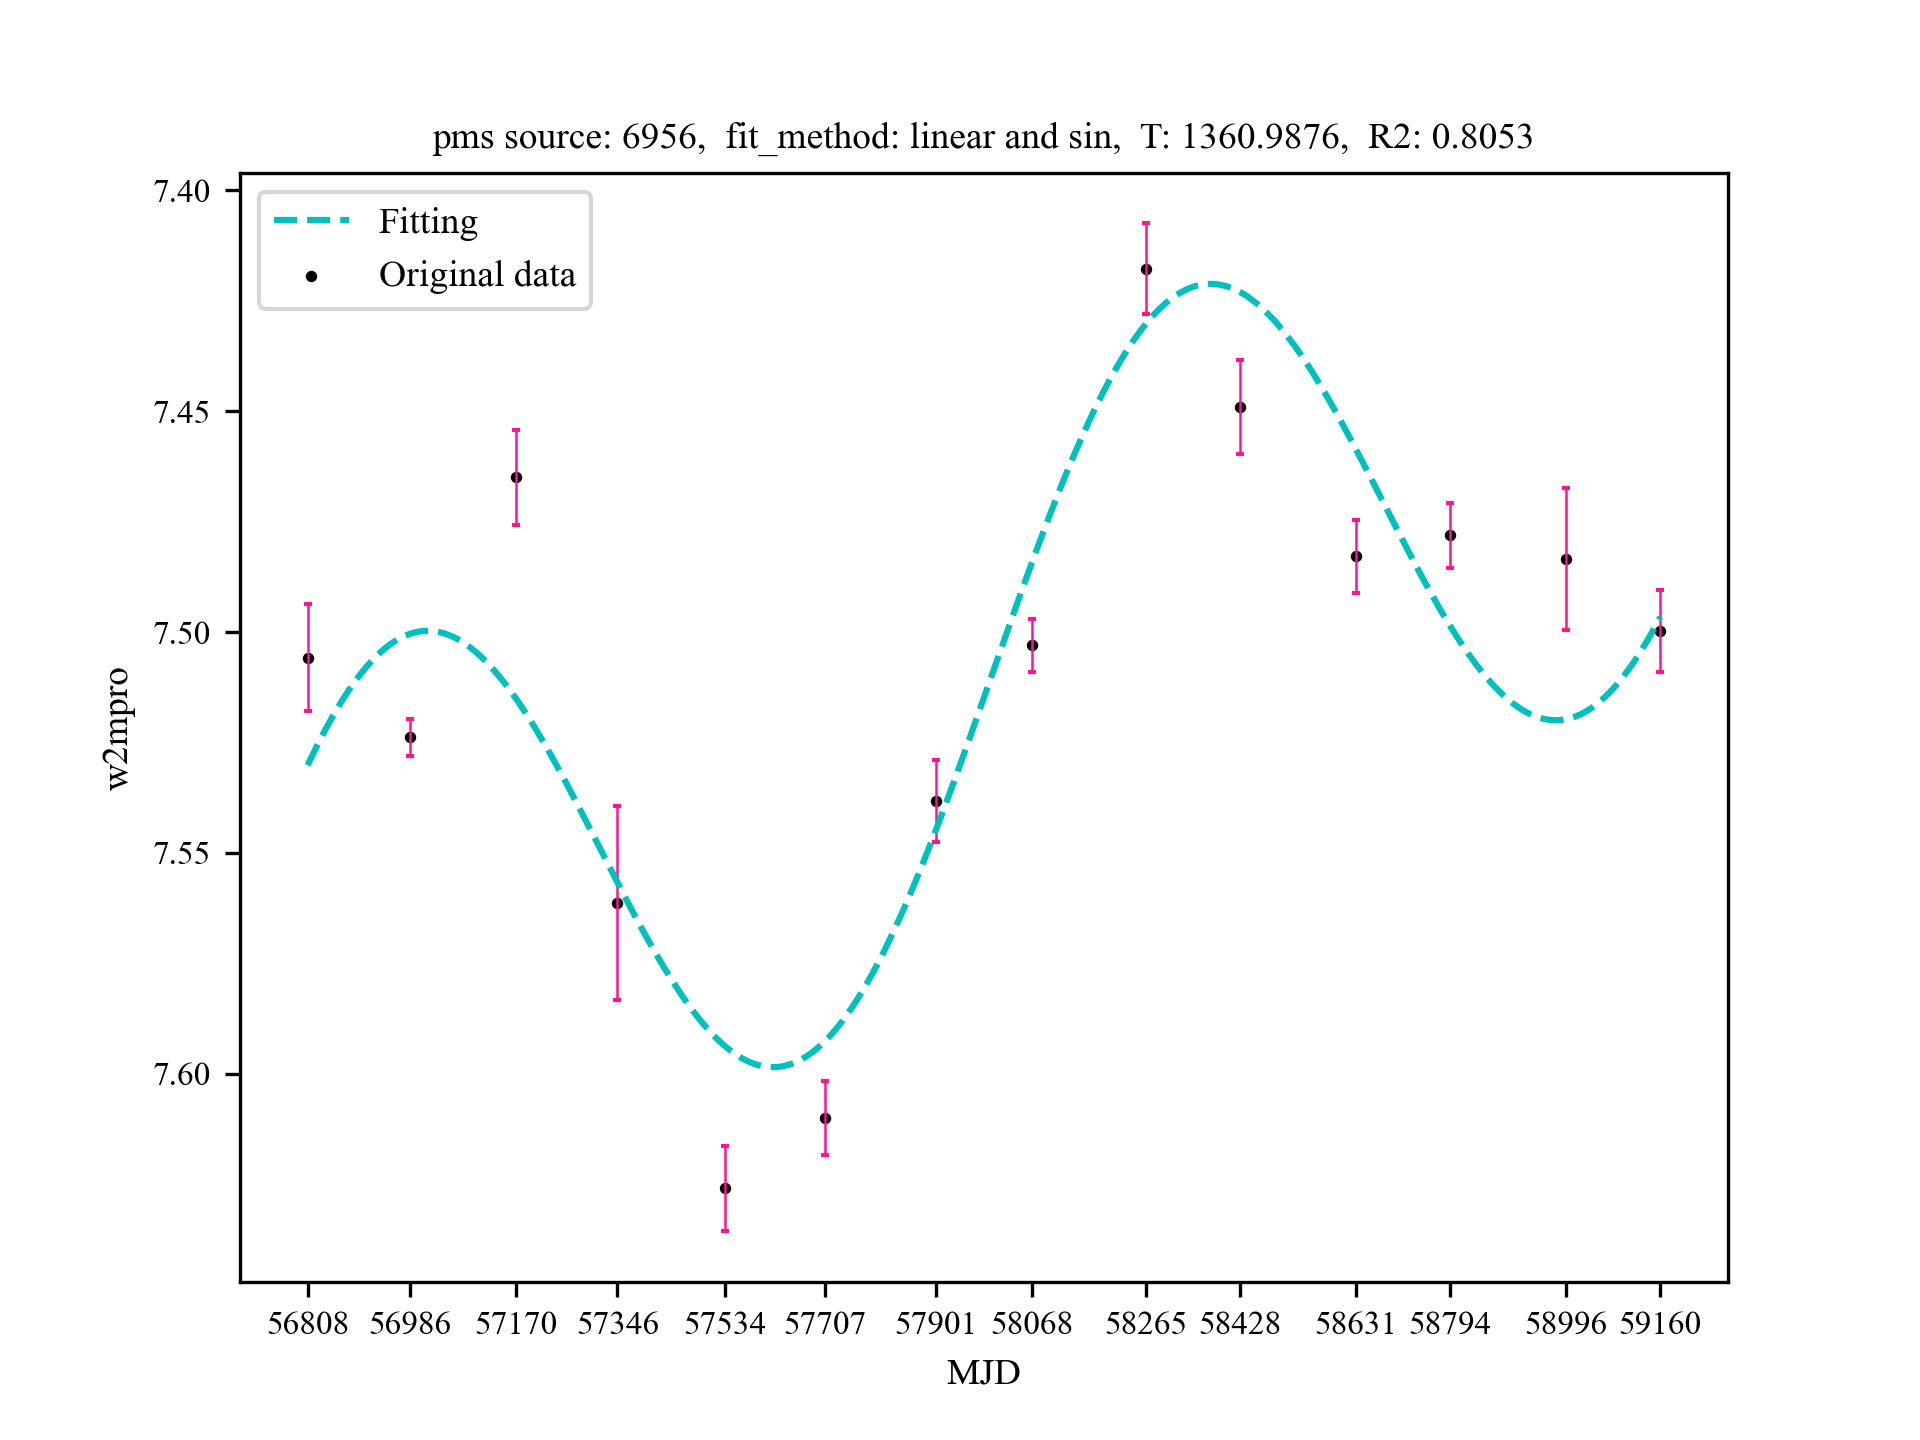 pms source: 6956,  fit_method: linear and sin,  T: 1360.9876,  R2: 0.8053
Fitting
Original data
7.40
7.45
7.50
7.55
7.60
w2mpro
56808 56986 57170 57346 57534 57707 57901 58068 58265 58428 58631 58794 58996 59160
MJD